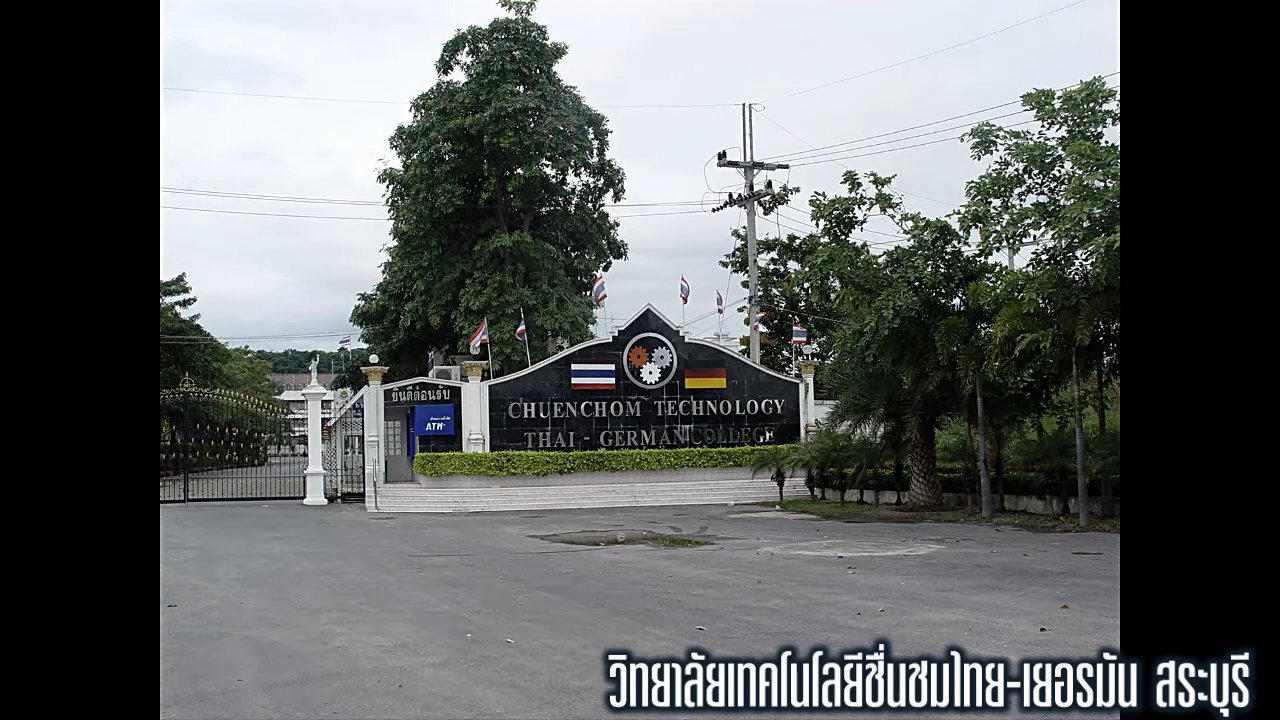 ยินดีต้อนรับ
ATM
CHUENCHOM TECHNOLOGY
THAI - GERMAN COLLEGE
วิทยาลัยเทคโนโลยีชื่นชมไทย-เยอรมัน สระบุรี